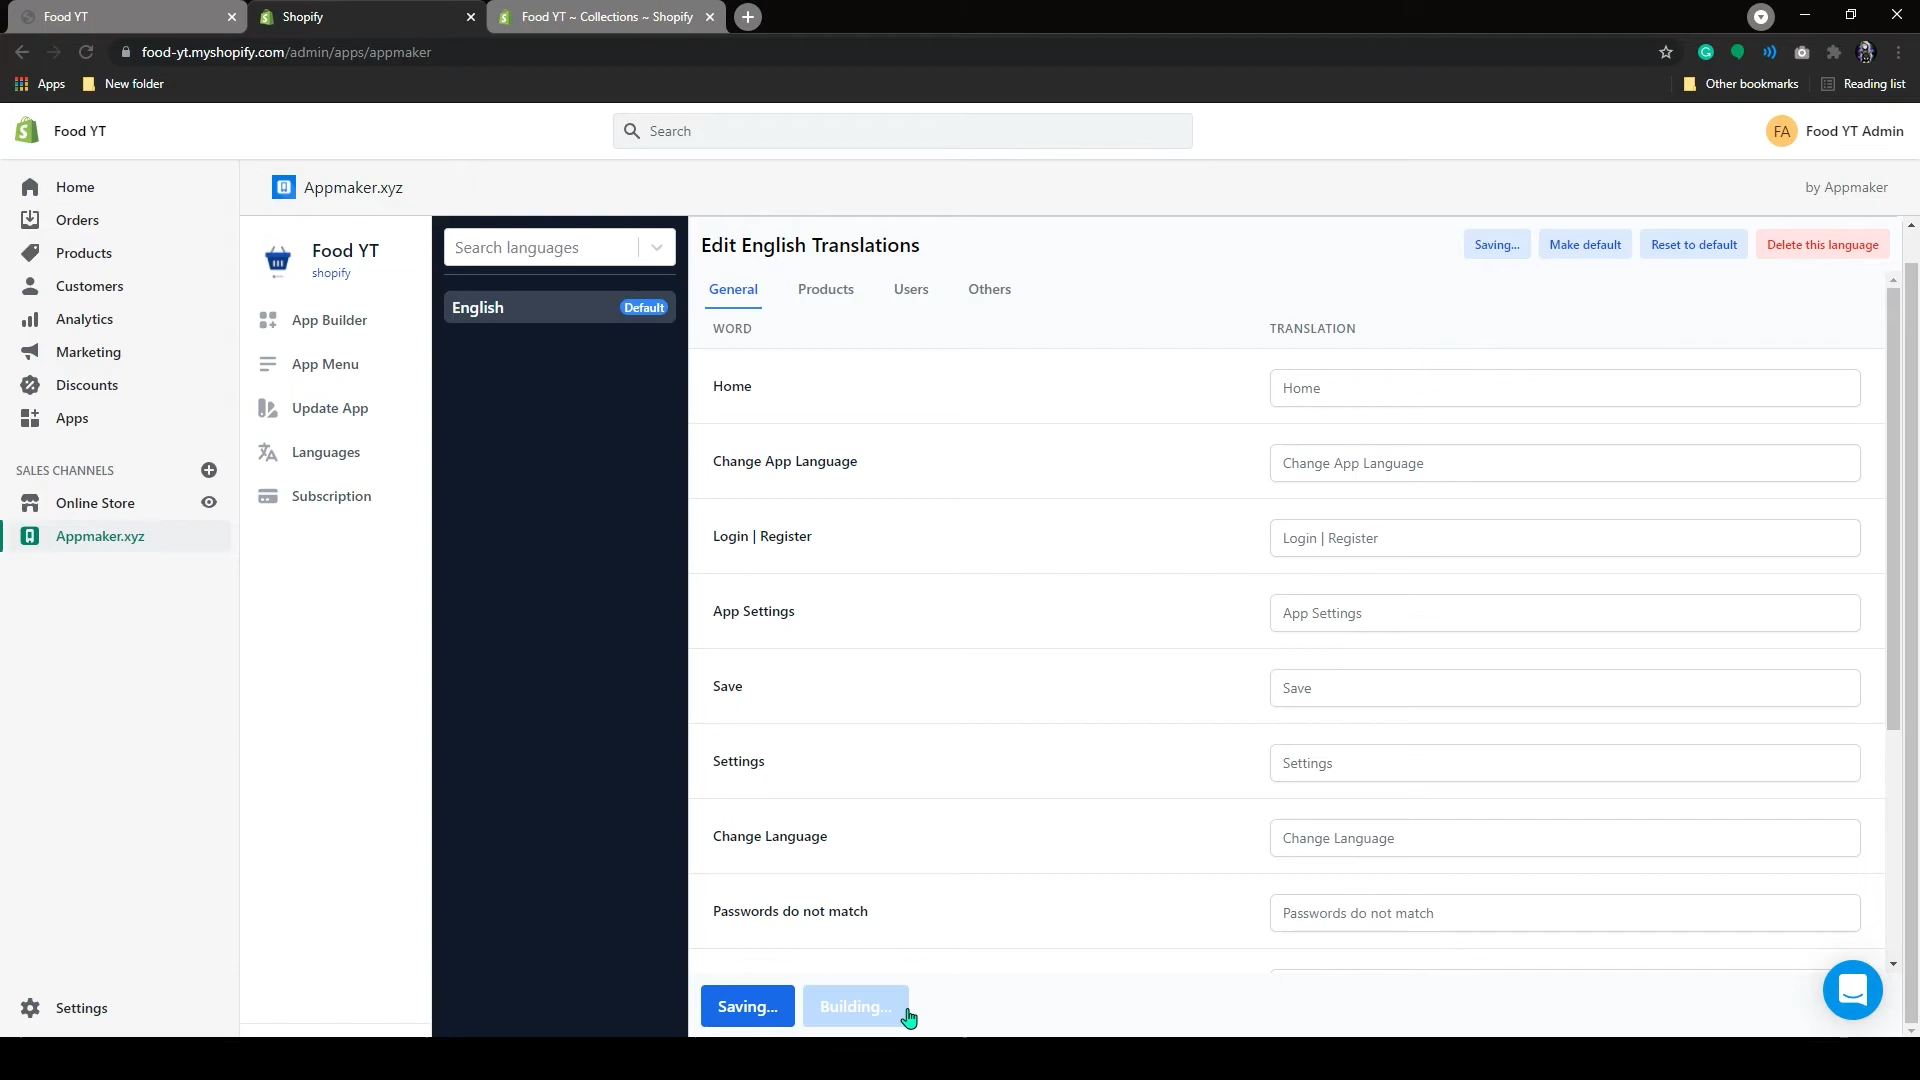 Food YT
Shopify
Food YT ~ Collections ~ Shopify
food-yt.myshopify.com/admin/apps/appmaker
Apps
New folder
Other bookmarks
Reading list
Food YT
Search
FA
Food YT Admin
Home
Orders
Products
Customers
Analytics
Marketing
Discounts
Apps
SALES CHANNELS
Online Store
Appmaker.xyz
Settings
Appmaker.xyz
by Appmaker
Food YT
shopify
App Builder
App Menu
Update App
Languages
Subscription
Search languages
English
Default
Edit English Translations
Saving...
Make default
Reset to default
Delete this language
General
Products
Users
Others
WORD
TRANSLATION
Home
Home
Change App Language
Change App Language
Login | Register
Login | Register
App Settings
App Settings
Save
Save
Settings
Settings
Change Language
Change Language
Passwords do not match
Passwords do not match
Saving...
Building...